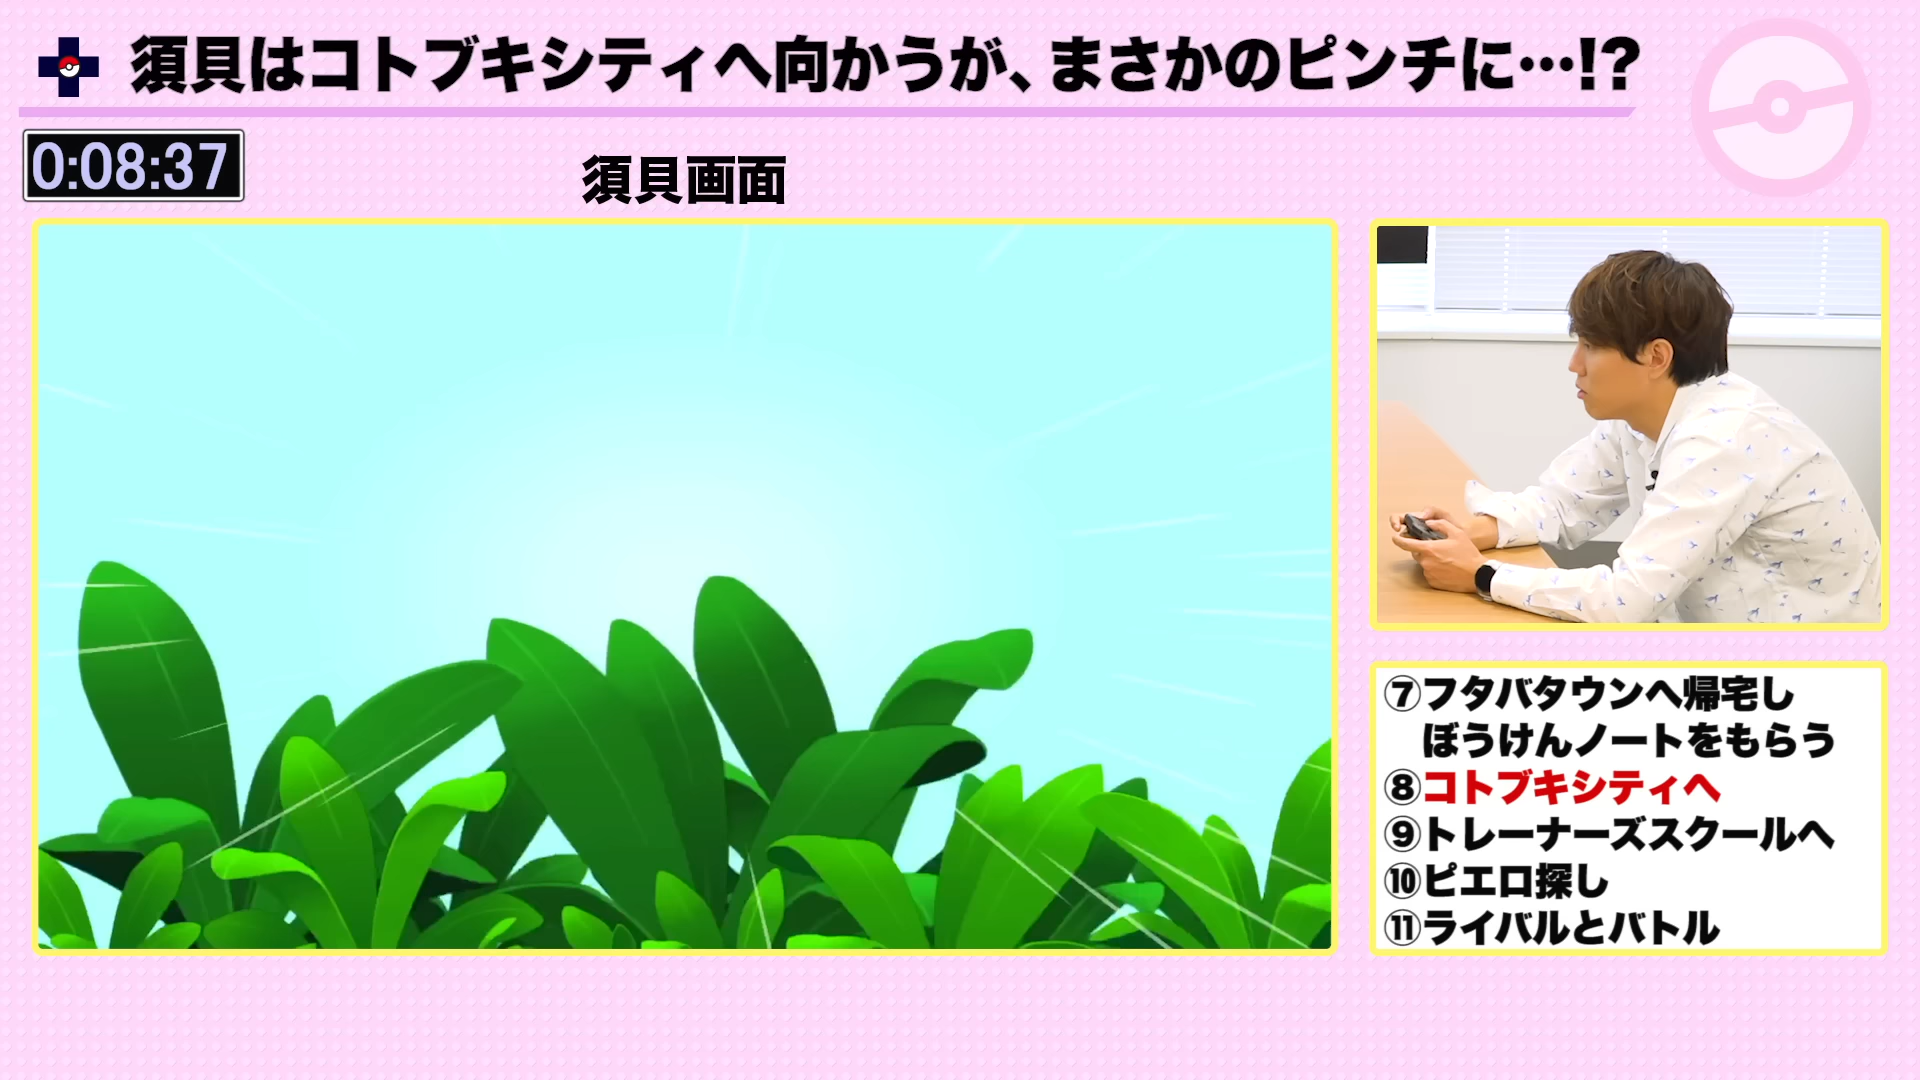 須貝はコトブキシティへ向かうが、まさかのピンチに…!?
0:08:37
須貝画面
⑦フタバタウンへ帰宅し
ぼうけんノートをもらう
⑧コトブキシティへ
⑨トレーナーズスクールへ
⑩ピエロ探し
⑪ライバルとバトル